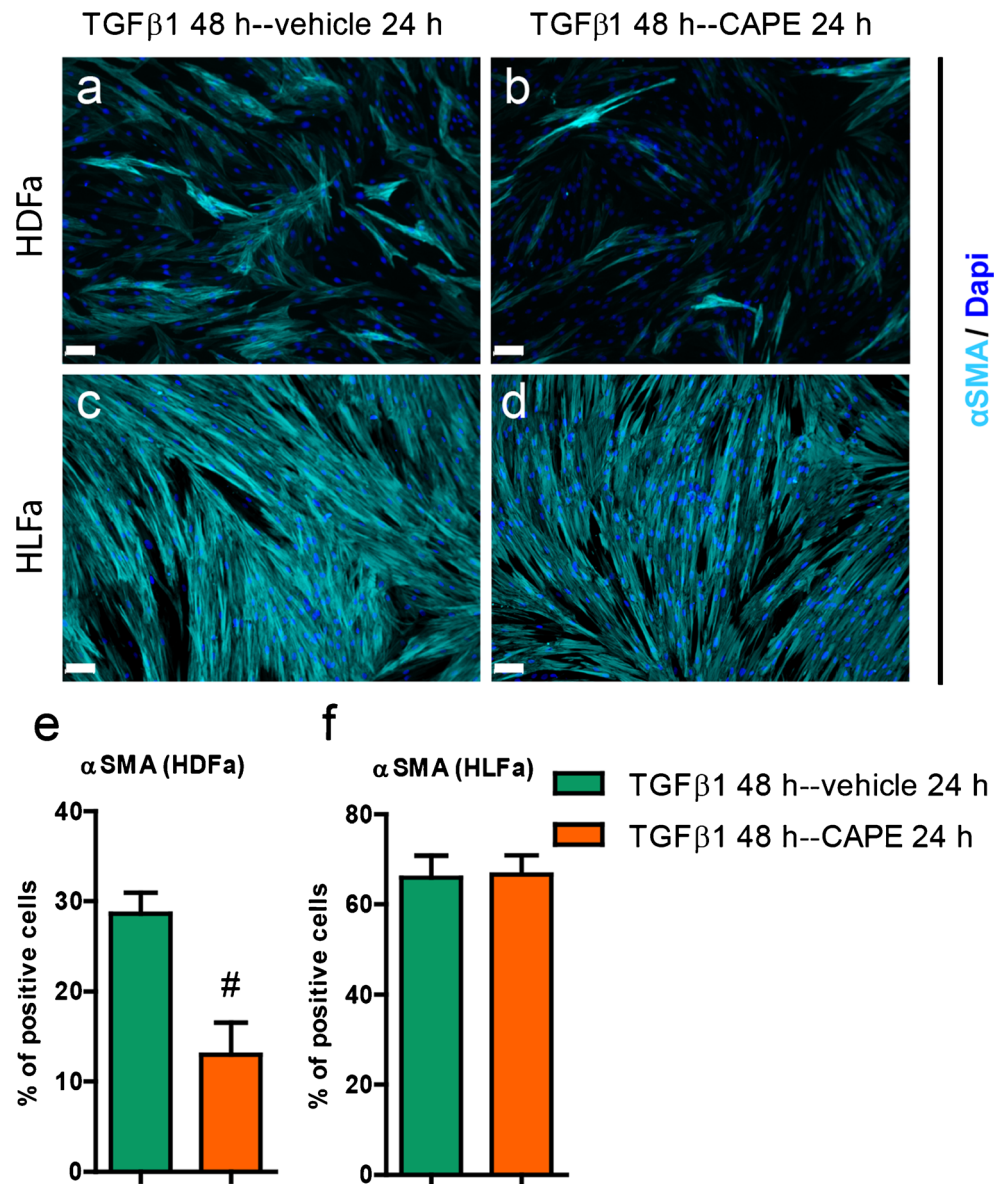 TGFβ1 48 h--vehicle 24 h
TGFβ1 48 h--CAPE 24 h
a
b
HDFa
c
d
HLFa
αSMA / Dapi
e
f
αSMA (HDFa)
αSMA (HLFa)
TGFβ1 48 h--vehicle 24 h
TGFβ1 48 h--CAPE 24 h
% of positive cells
40
30
20
10
0
#
% of positive cells
80
60
40
20
0